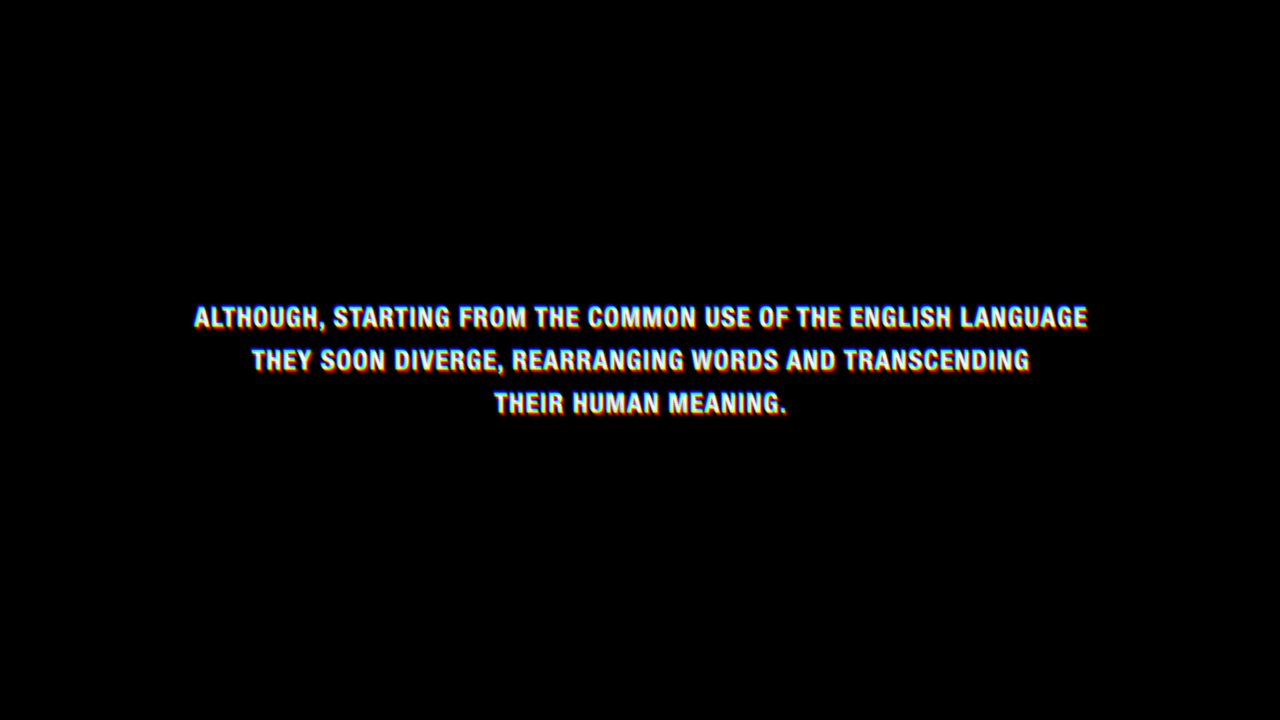 ALTHOUGH, STARTING FROM THE COMMON USE OF THE ENGLISH LANGUAGE
THEY SOON DIVERGE, REARRANGING WORDS AND TRANSCENDING
THEIR HUMAN MEANING.